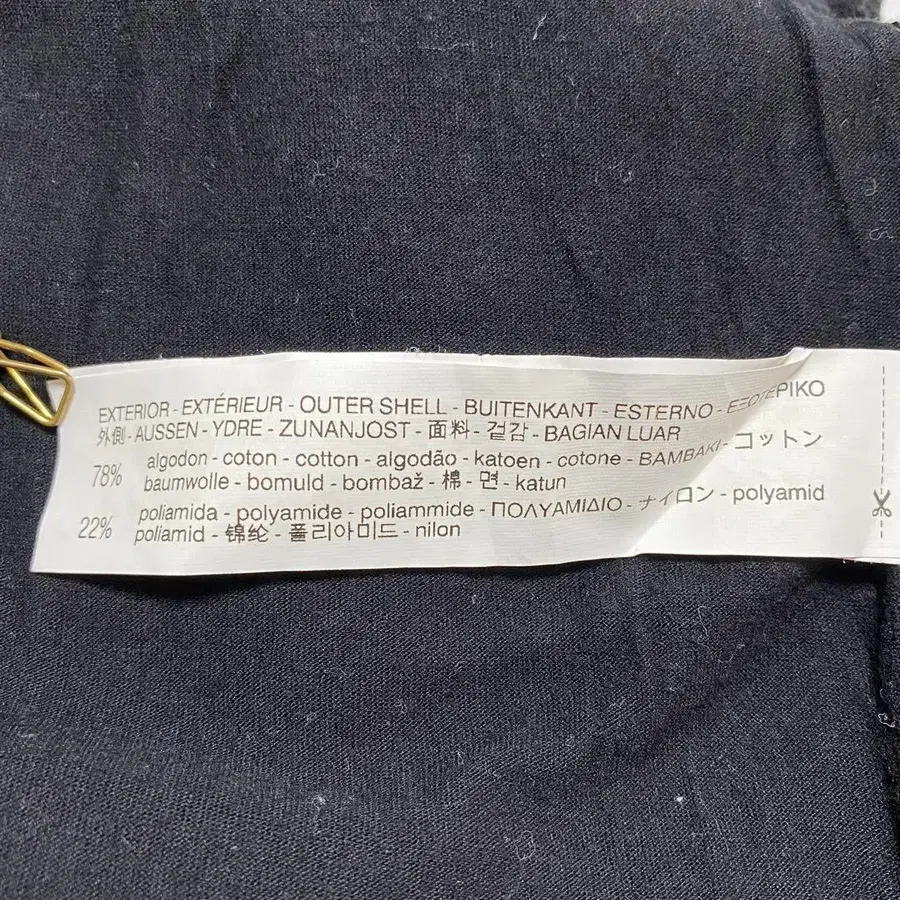 EXTERIOR - EXTÉRIEUR - OUTER SHELL - BUITENKANT - ESTERNO - ΕΞΩΤΕΡΙΚΟ
外側 - AUSSEN - YDRE - ZUNANJOST - 面料 - 겉감 - BAGIAN LUAR
78% algodon - coton - cotton - algodão - katoen - cotone - ΒΑΜΒΑΚΙ - コットン
baumwolle - bomuld - bombaž - 棉 - 면 - katun
22% poliamida - polyamide - poliammide - ΠΟΛΥΑΜΙΔΙΟ - ナイロン - polyamid
poliamid - 锦纶 - 폴리아미드 - nilon